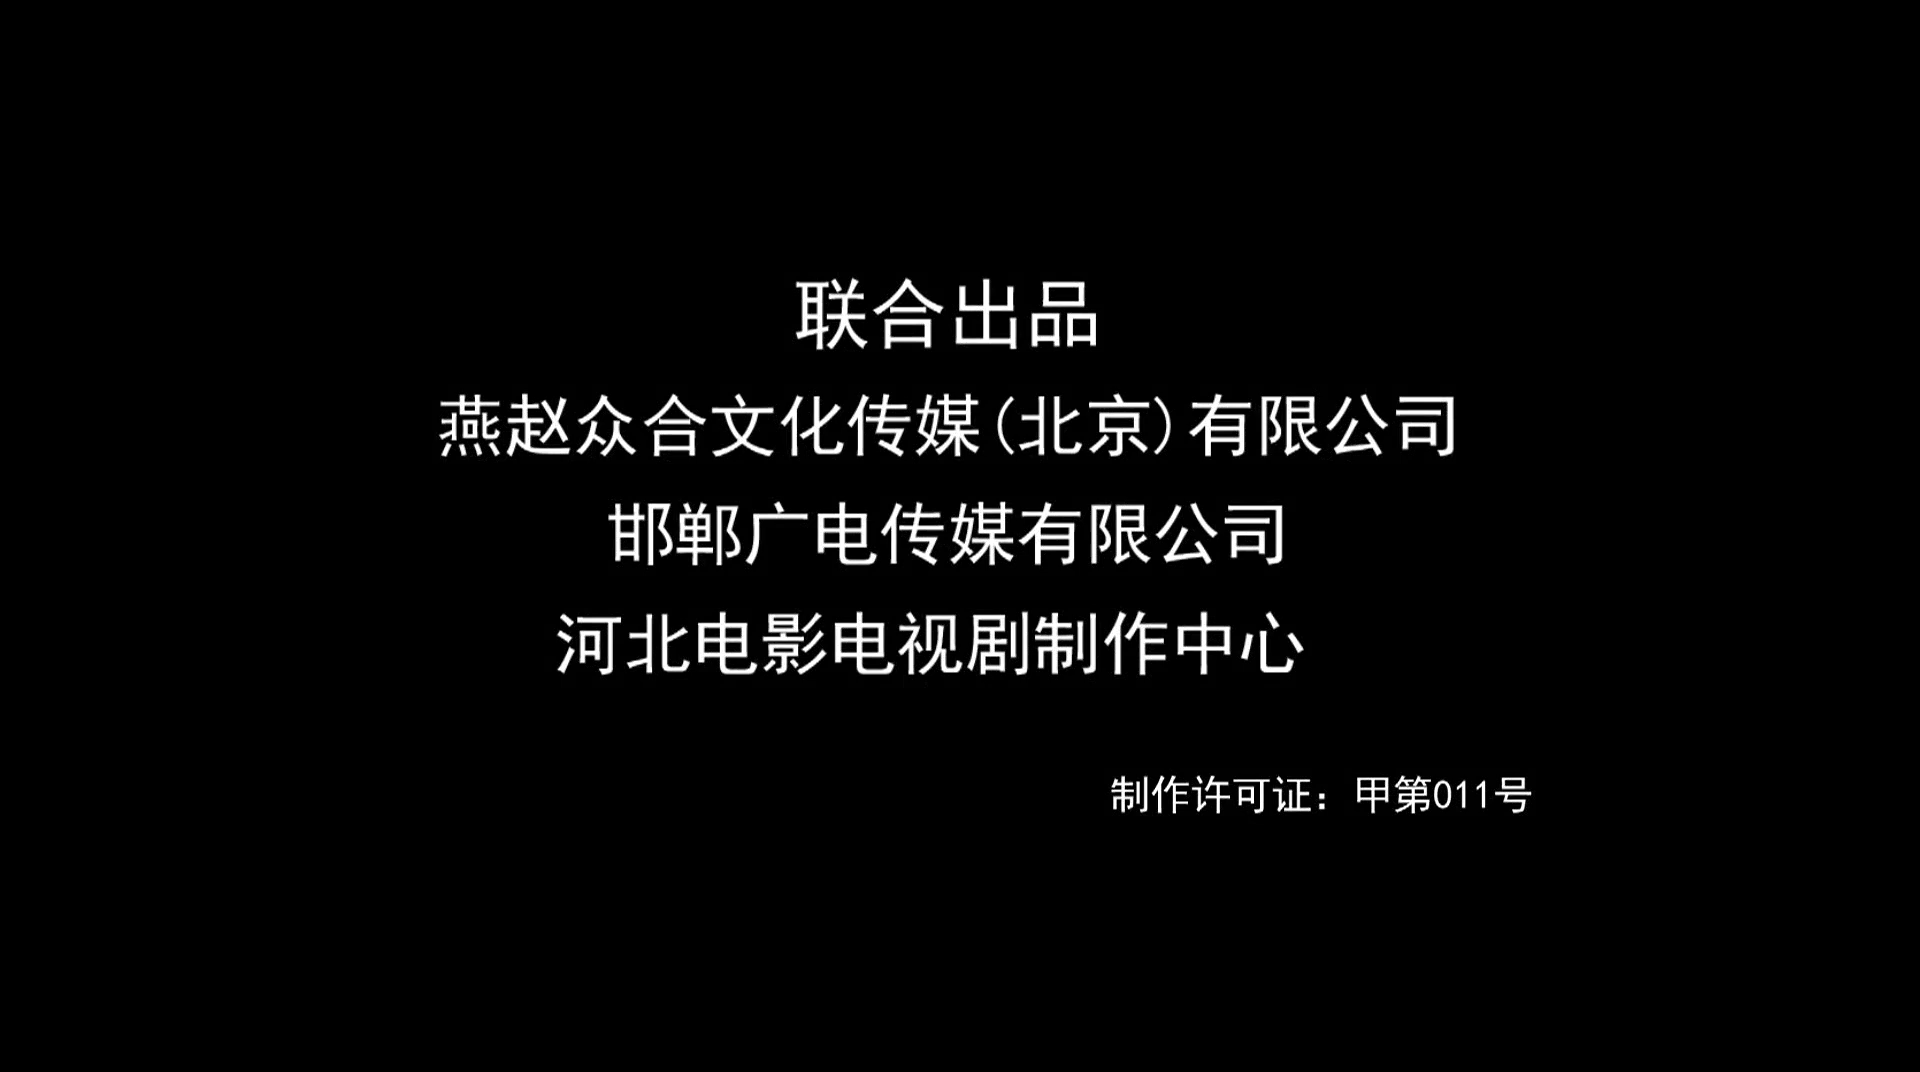 联合出品
燕赵众合文化传媒(北京)有限公司
邯郸广电传媒有限公司
河北电影电视剧制作中心
制作许可证：甲第011号